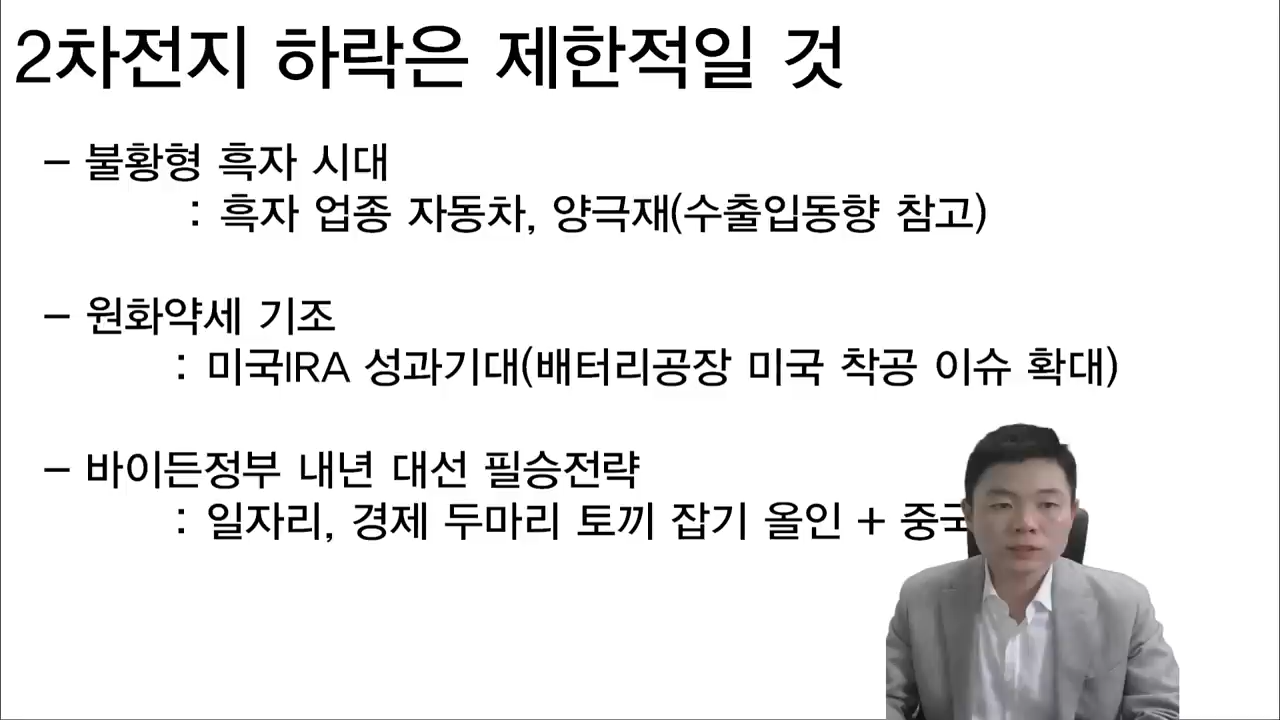 2차전지 하락은 제한적일 것
– 불황형 흑자 시대
: 흑자 업종 자동차, 양극재(수출입동향 참고)
– 원화약세 기조
: 미국IRA 성과기대(배터리공장 미국 착공 이슈 확대)
– 바이든정부 내년 대선 필승전략
: 일자리, 경제 두마리 토끼 잡기 올인 + 중국